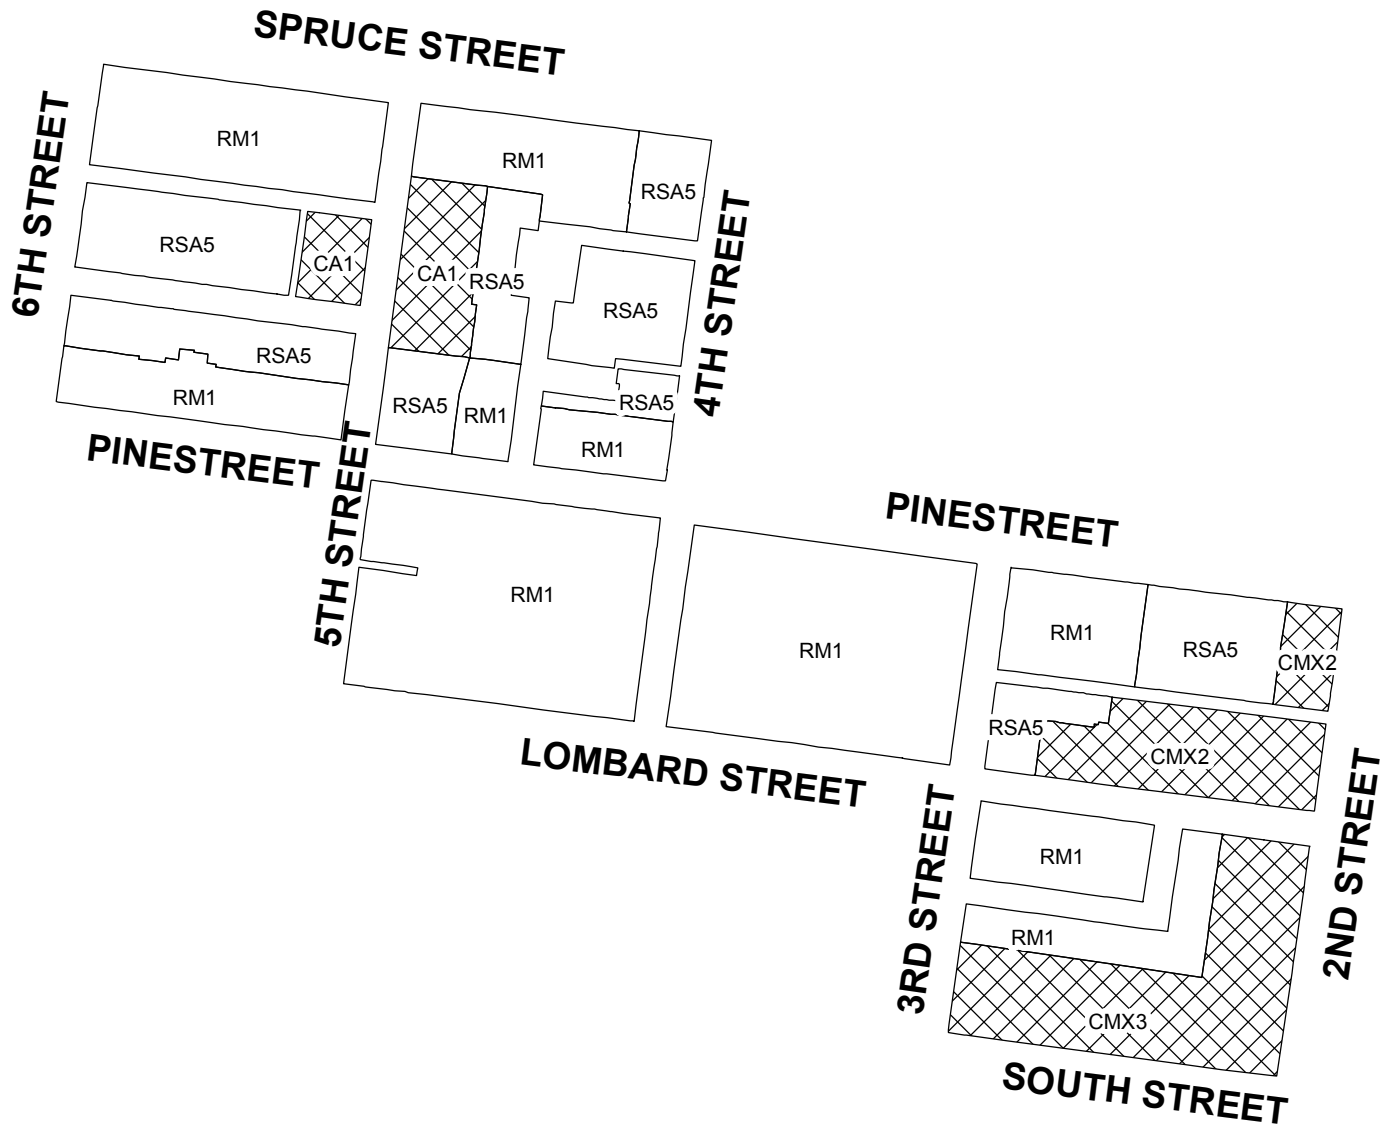 SPRUCE STREET
6TH STREET
RM1
RM1
RSA5
RSA5
CA1
CA1
RSA5
RSA5
4TH STREET
RSA5
RM1
RSA5
RM1
RSA5
RM1
PINESTREET
5TH STREET
RM1
RM1
PINESTREET
RM1
RSA5
CMX2
RSA5
CMX2
LOMBARD STREET
3RD STREET
RM1
2ND STREET
RM1
CMX3
SOUTH STREET